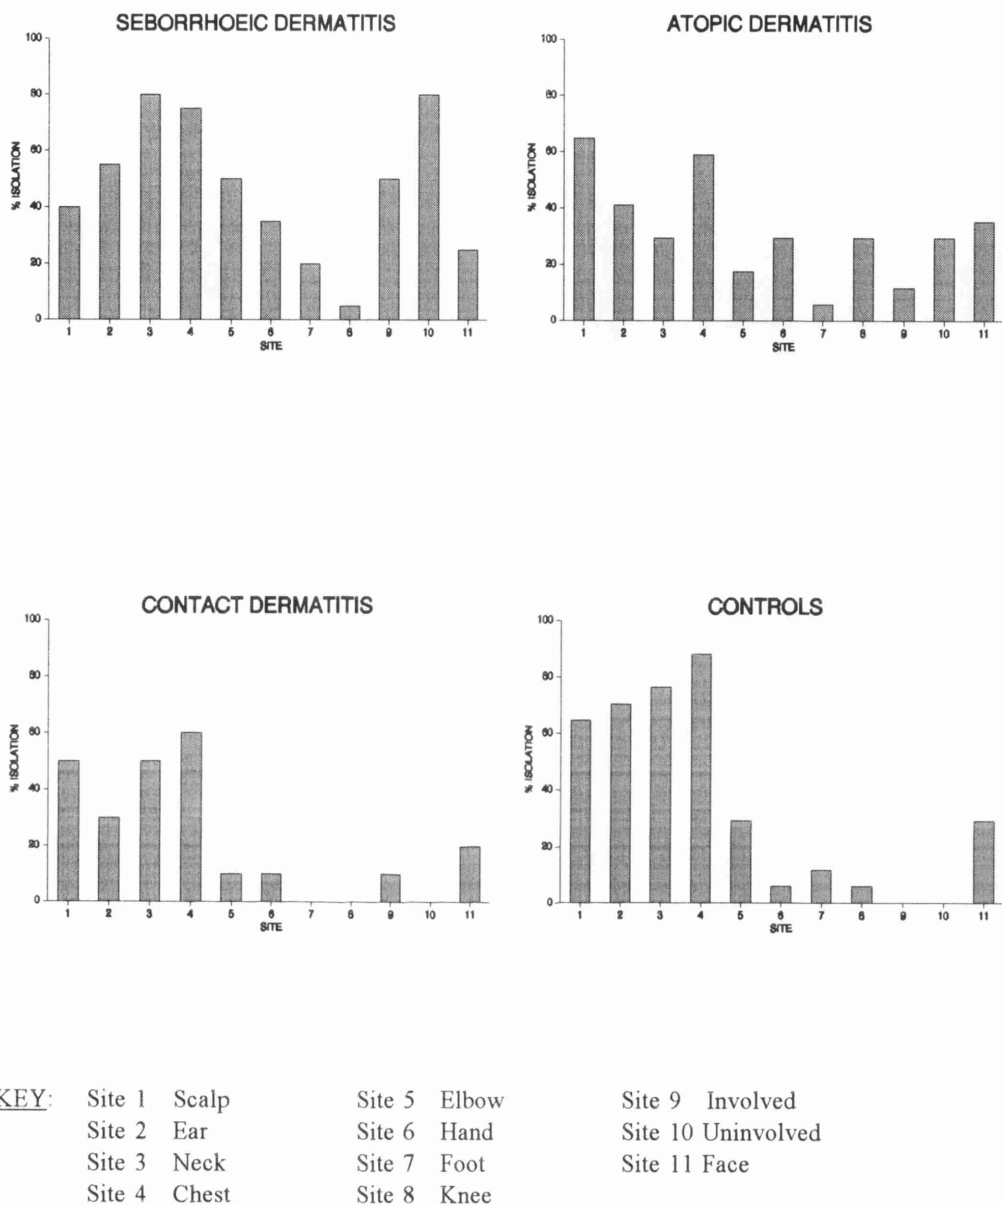 SEBORRHOEIC DERMATITIS
100
80
60
40
20
0
% ISOLATION
1 2 3 4 5 6 7 8 9 10 11
SITE
ATOPIC DERMATITIS
100
80
60
40
20
0
% ISOLATION
1 2 3 4 5 6 7 8 9 10 11
SITE
CONTACT DERMATITIS
100
80
60
40
20
0
% ISOLATION
1 2 3 4 5 6 7 8 9 10 11
SITE
CONTROLS
100
80
60
40
20
0
% ISOLATION
1 2 3 4 5 6 7 8 9 10 11
SITE
KEY: Site 1 Scalp Site 5 Elbow Site 9 Involved
Site 2 Ear Site 6 Hand Site 10 Uninvolved
Site 3 Neck Site 7 Foot Site 11 Face
Site 4 Chest Site 8 Knee